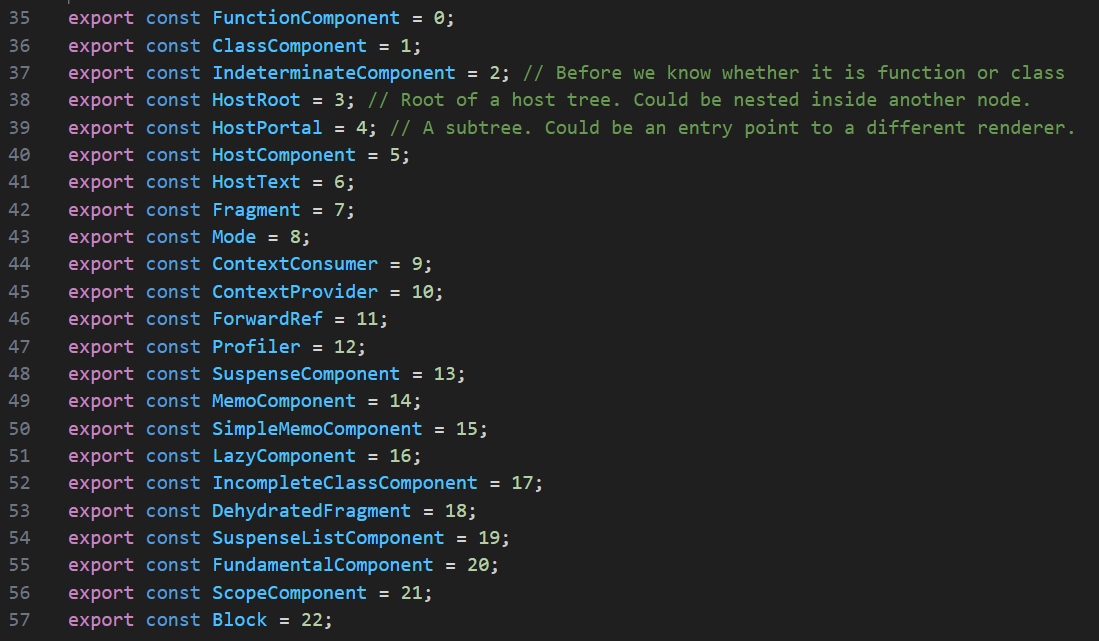 35 export const FunctionComponent = 0;
36 export const ClassComponent = 1;
37 export const IndeterminateComponent = 2; // Before we know whether it is function or class
38 export const HostRoot = 3; // Root of a host tree. Could be nested inside another node.
39 export const HostPortal = 4; // A subtree. Could be an entry point to a different renderer.
40 export const HostComponent = 5;
41 export const HostText = 6;
42 export const Fragment = 7;
43 export const Mode = 8;
44 export const ContextConsumer = 9;
45 export const ContextProvider = 10;
46 export const ForwardRef = 11;
47 export const Profiler = 12;
48 export const SuspenseComponent = 13;
49 export const MemoComponent = 14;
50 export const SimpleMemoComponent = 15;
51 export const LazyComponent = 16;
52 export const IncompleteClassComponent = 17;
53 export const DehydratedFragment = 18;
54 export const SuspenseListComponent = 19;
55 export const FundamentalComponent = 20;
56 export const ScopeComponent = 21;
57 export const Block = 22;